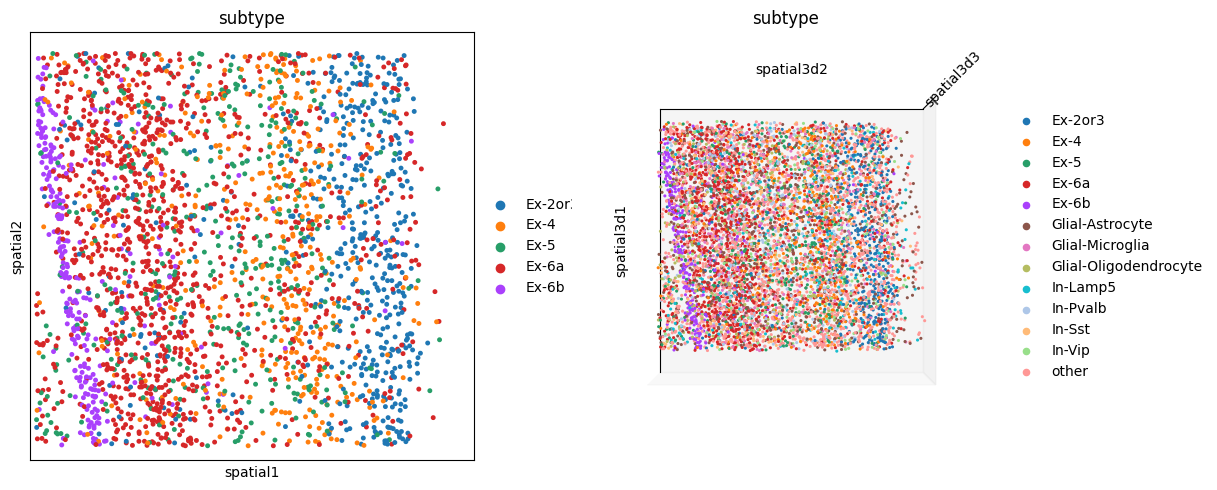 subtype
spatial2
spatial1
Ex-2or
Ex-4
Ex-5
Ex-6a
Ex-6b
subtype
spatial3d2
spatial3d3
spatial3d1
Ex-2or3
Ex-4
Ex-5
Ex-6a
Ex-6b
Glial-Astrocyte
Glial-Microglia
Glial-Oligodendrocyte
In-Lamp5
In-Pvalb
In-Sst
In-Vip
other